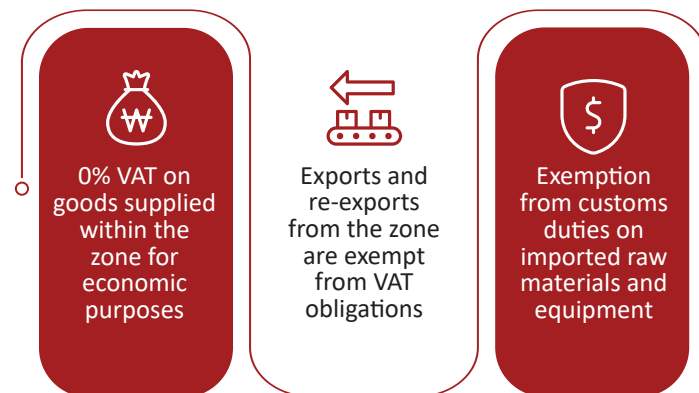 ₩
0% VAT on
goods supplied
within the
zone for
economic
purposes
Exports and
re-exports
from the zone
are exempt
from VAT
obligations
$
Exemption
from customs
duties on
imported raw
materials and
equipment